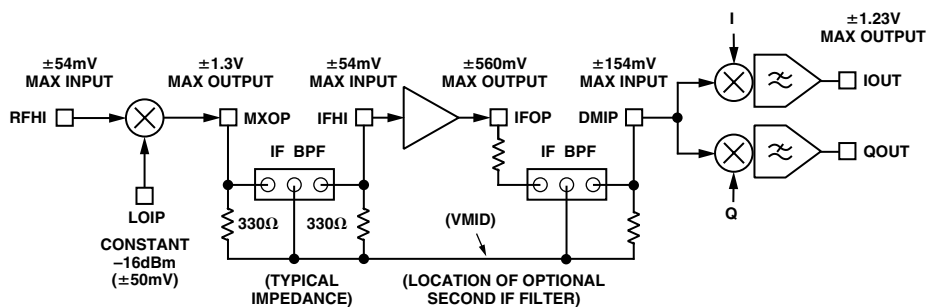 ±54mV
MAX INPUT
±1.3V
MAX OUTPUT
±54mV
MAX INPUT
±560mV
MAX OUTPUT
±154mV
MAX INPUT
I
±1.23V
MAX OUTPUT
RFHI
MXOP
IFHI
IFOP
DMIP
IOUT
QOUT
Q
IF BPF
IF BPF
LOIP
CONSTANT
–16dBm
(±50mV)
330Ω
330Ω
(VMID)
(TYPICAL
IMPEDANCE)
(LOCATION OF OPTIONAL
SECOND IF FILTER)